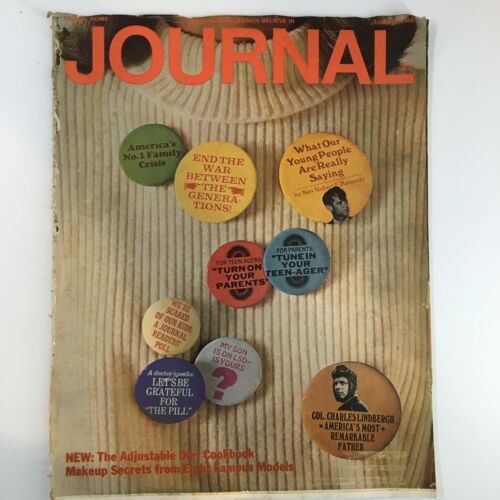 HOME
WOMEN BELIEVE IN
JOURNAL
America's
No.1 Family
Crisis
END THE
WAR
BETWEEN
THE
GENERA-
TIONS!
What Our
Young People
Are Really
Saying
by Sen Robert F. Kennedy
FOR TEEN-AGERS:
"TURN ON
YOUR
PARENTS"
FOR PARENTS:
"TUNE IN
YOUR
TEEN-AGER"
WE'RE
SCARED
OF OUR KIDS:
A JOURNAL
READERS'
POLL
MY SON
IS ON LSD-
IS YOURS
?
A doctor speaks:
LET'S BE
GRATEFUL
FOR
"THE PILL"
COL. CHARLES LINDBERGH
AMERICA'S MOST
REMARKABLE
FATHER
NEW: The Adjustable Diet Cookbook
Makeup Secrets from Eight Famous Models